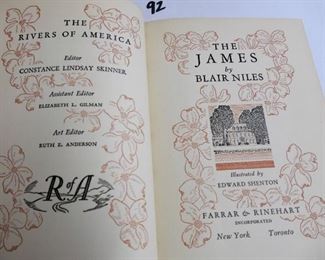 92
THE
RIVERS OF AMERICA
Editor
CONSTANCE LINDSAY SKINNER
Assistant Editor
ELIZABETH L. GILMAN
Art Editor
RUTH E. ANDERSON
R of A
THE
JAMES
by
BLAIR NILES
Illustrated by
EDWARD SHENTON
FARRAR & RINEHART
INCORPORATED
New York Toronto